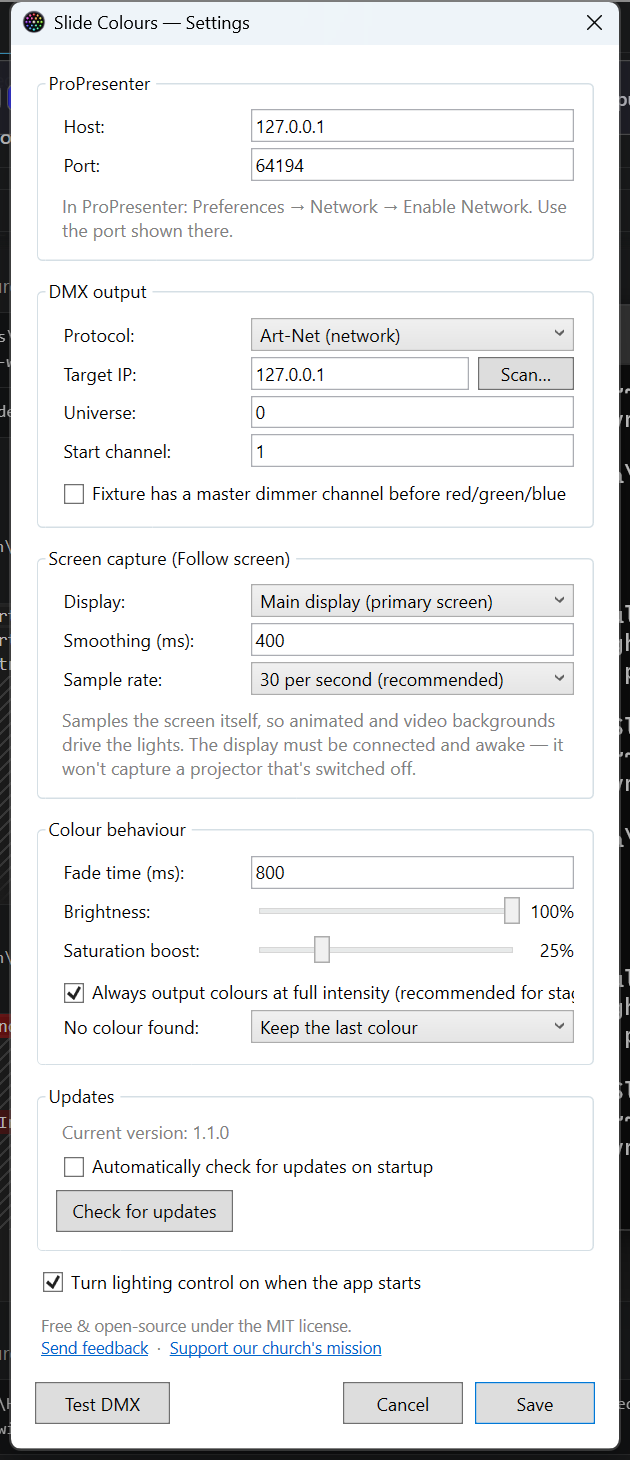 Slide Colours — Settings
ProPresenter
Host: 127.0.0.1
Port: 64194
In ProPresenter: Preferences → Network → Enable Network. Use
the port shown there.
DMX output
Protocol: Art-Net (network)
Target IP: 127.0.0.1 Scan...
Universe: 0
Start channel: 1
Fixture has a master dimmer channel before red/green/blue
Screen capture (Follow screen)
Display: Main display (primary screen)
Smoothing (ms): 400
Sample rate: 30 per second (recommended)
Samples the screen itself, so animated and video backgrounds
drive the lights. The display must be connected and awake — it
won't capture a projector that's switched off.
Colour behaviour
Fade time (ms): 800
Brightness: 100%
Saturation boost: 25%
Always output colours at full intensity (recommended for
No colour found: Keep the last colour
Updates
Current version: 1.1.0
Automatically check for updates on startup
Check for updates
Turn lighting control on when the app starts
Free & open-source under the MIT license.
Send feedback · Support our church's mission
Test DMX Cancel Save